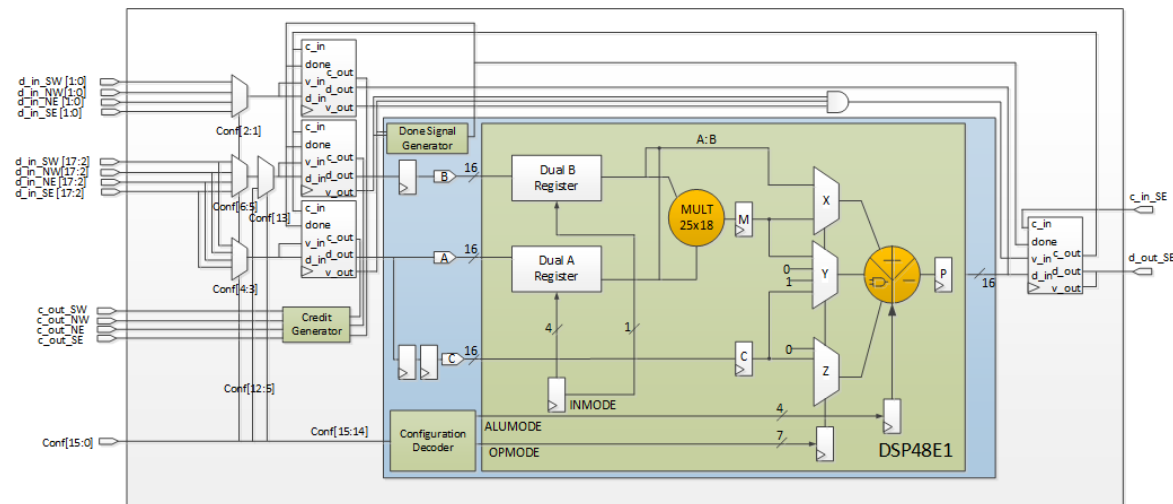 d_in_SW [1:0]
d_in_NW[1:0]
d_in_NE [1:0]
d_in_SE [1:0]
Conf[2:1]
c_in
done
v_in
d_in
c_out
d_out
v_out
d_in_SW [17:2]
d_in_NW[17:2]
d_in_NE [17:2]
d_in_SE [17:2]
Conf[6:5]
Conf[13]
Conf[4:3]
c_in
done
v_in
d_in
c_out
d_out
v_out
c_in
done
v_in
d_in
c_out
d_out
v_out
c_out_SW
c_out_NW
c_out_NE
c_out_SE
Credit
Generator
Conf[12:5]
Conf[15:0]
Conf[15:14]
Done Signal
Generator
B
16
A
16
C
16
Dual B
Register
Dual A
Register
4
1
INMODE
Configuration
Decoder
ALUMODE
OPMODE
4
7
A:B
MULT
25x18
M
C
X
0
1
Y
0
Z
P
16
DSP48E1
c_in
done
v_in
d_in
c_out
d_out
v_out
c_in_SE
d_out_SE